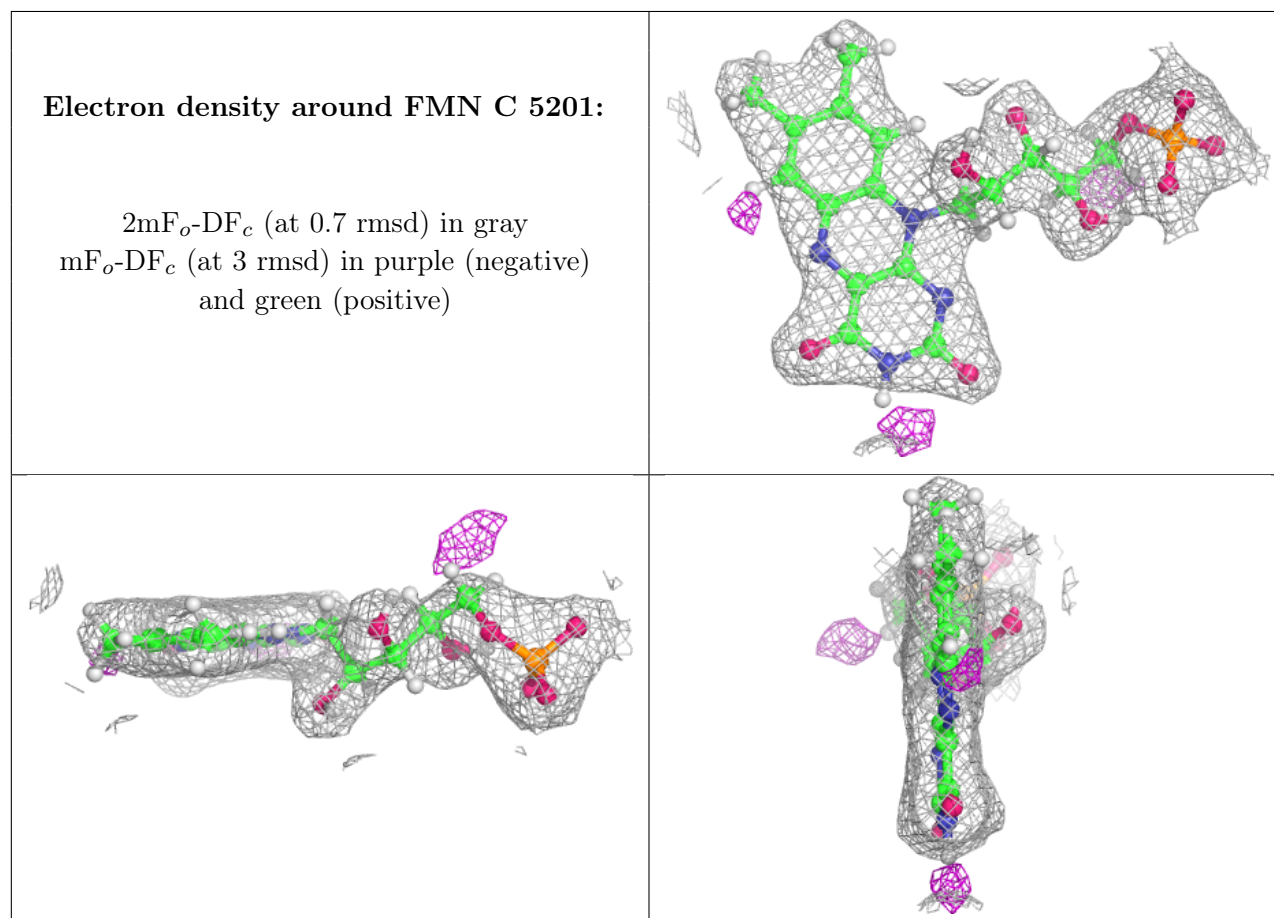 Electron density around FMN C 5201:
2mFo-DFc (at 0.7 rmsd) in gray
mFo-DFc (at 3 rmsd) in purple (negative)
and green (positive)